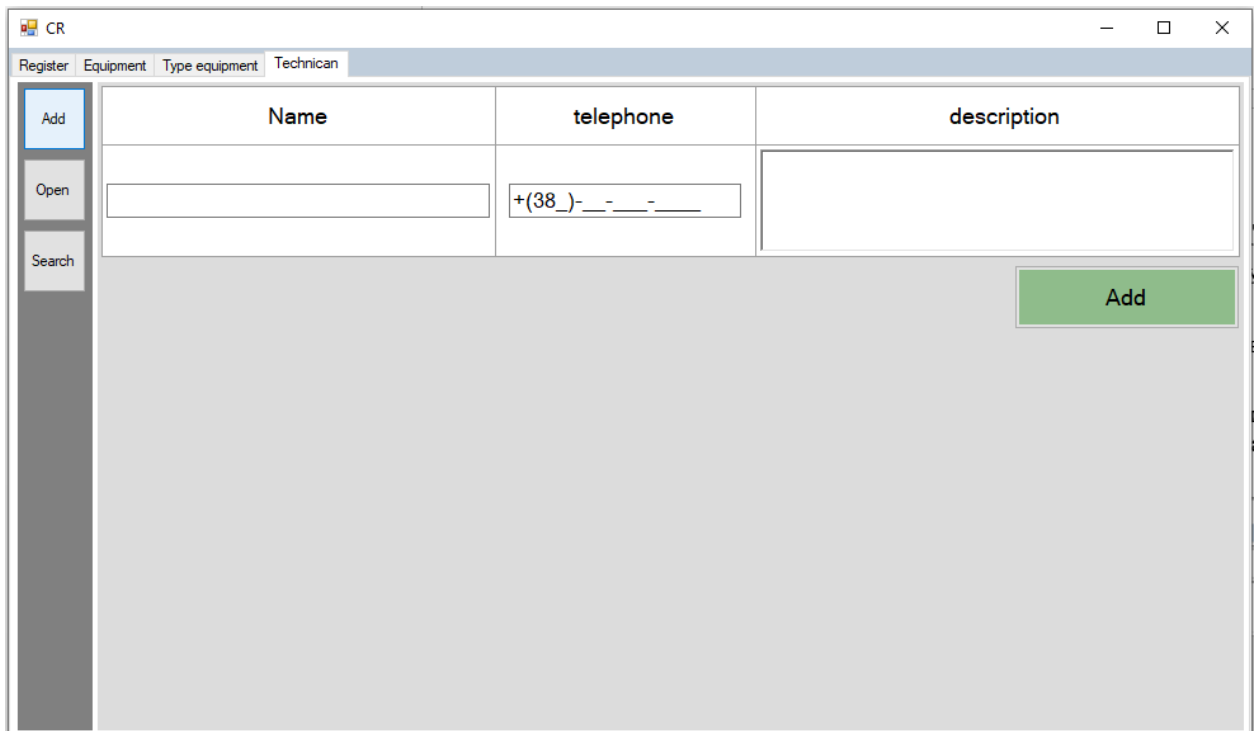 CR
Register Equipment Type equipment Technican
Add Name telephone description
Open +(38_)-__-___-____
Search
Add